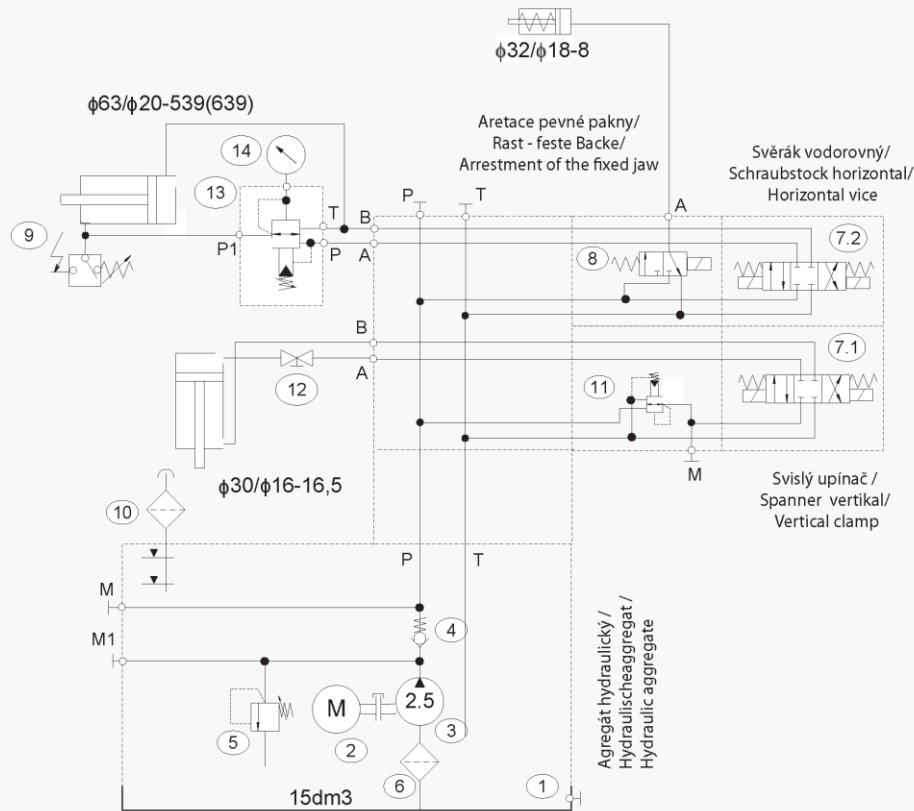 ϕ32/ϕ18-8
ϕ63/ϕ20-539(639)
Aretace pevné pakny/
Rast - feste Backe/
Arrestment of the fixed jaw
Svěrák vodorovný/
Schraubstock horizontal/
Horizontal vice
14
13
P
T
A
T
B
7.2
9
P1
P
A
8
B
7.1
A
12
11
M
ϕ30/ϕ16-16,5
Svislý upínač /
Spanner vertikal/
Vertical clamp
10
P
T
M
4
M1
Agregát hydraulický /
Hydraulischeaggregat /
Hydraulic aggregate
M
2.5
5
2
3
6
1
15dm3